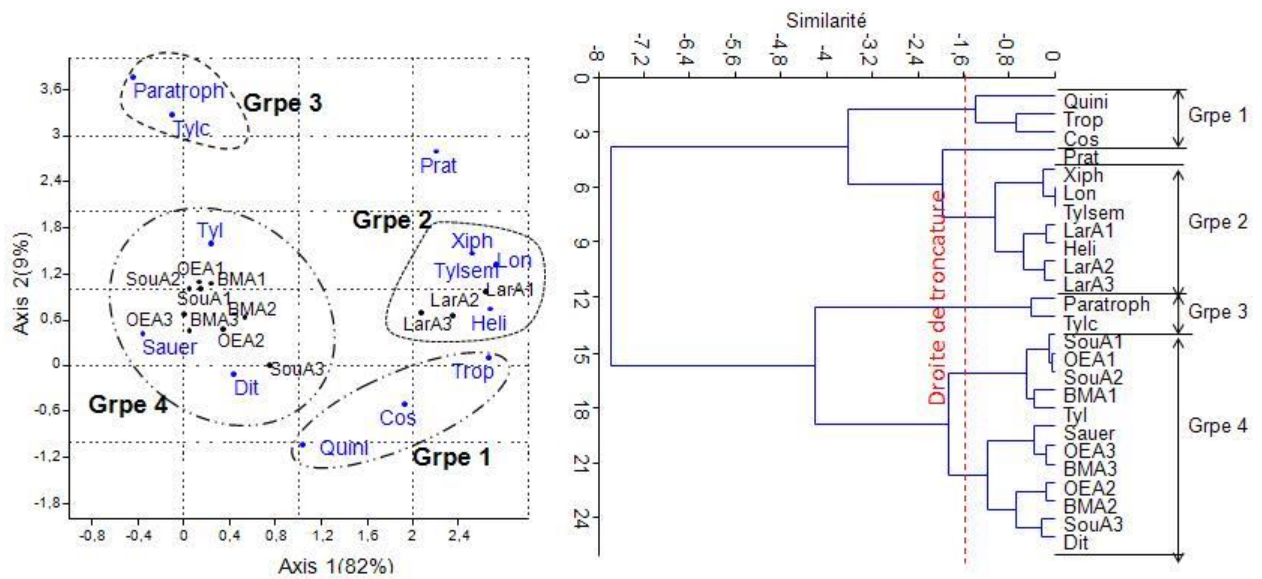 Axis 2(9%)
3,6
3
2,4
1,8
1,2
0,6
0
-0,6
-1,2
-1,8
-0,8
-0,4
0
0,4
0,8
1,2
1,6
2
2,4
Axis 1(82%)
Paratroph
Tylc
Grpe 3
Prat
Grpe 2
Xiph
Lon
Tylsem
LarA1
LarA2
LarA3
Heli
Tyl
OEA1
SouA2
BMA1
SouA1
BMA2
OEA3
BMA3
OEA2
Sauer
SouA3
Dit
Grpe 4
Trop
Cos
Quini
Grpe 1
Similarité
-8
-7,2
-6,4
-5,6
-4,8
-4
-3,2
-2,4
-1,6
-0,8
0
0
3
6
9
12
15
18
21
24
Droite de troncature
Quini
Trop
Cos
Prat
Xiph
Lon
Tylsem
LarA1
Heli
LarA2
LarA3
Paratroph
Tylc
SouA1
OEA1
SouA2
BMA1
Tyl
Sauer
OEA3
BMA3
OEA2
BMA2
SouA3
Dit
Grpe 1
Grpe 2
Grpe 3
Grpe 4